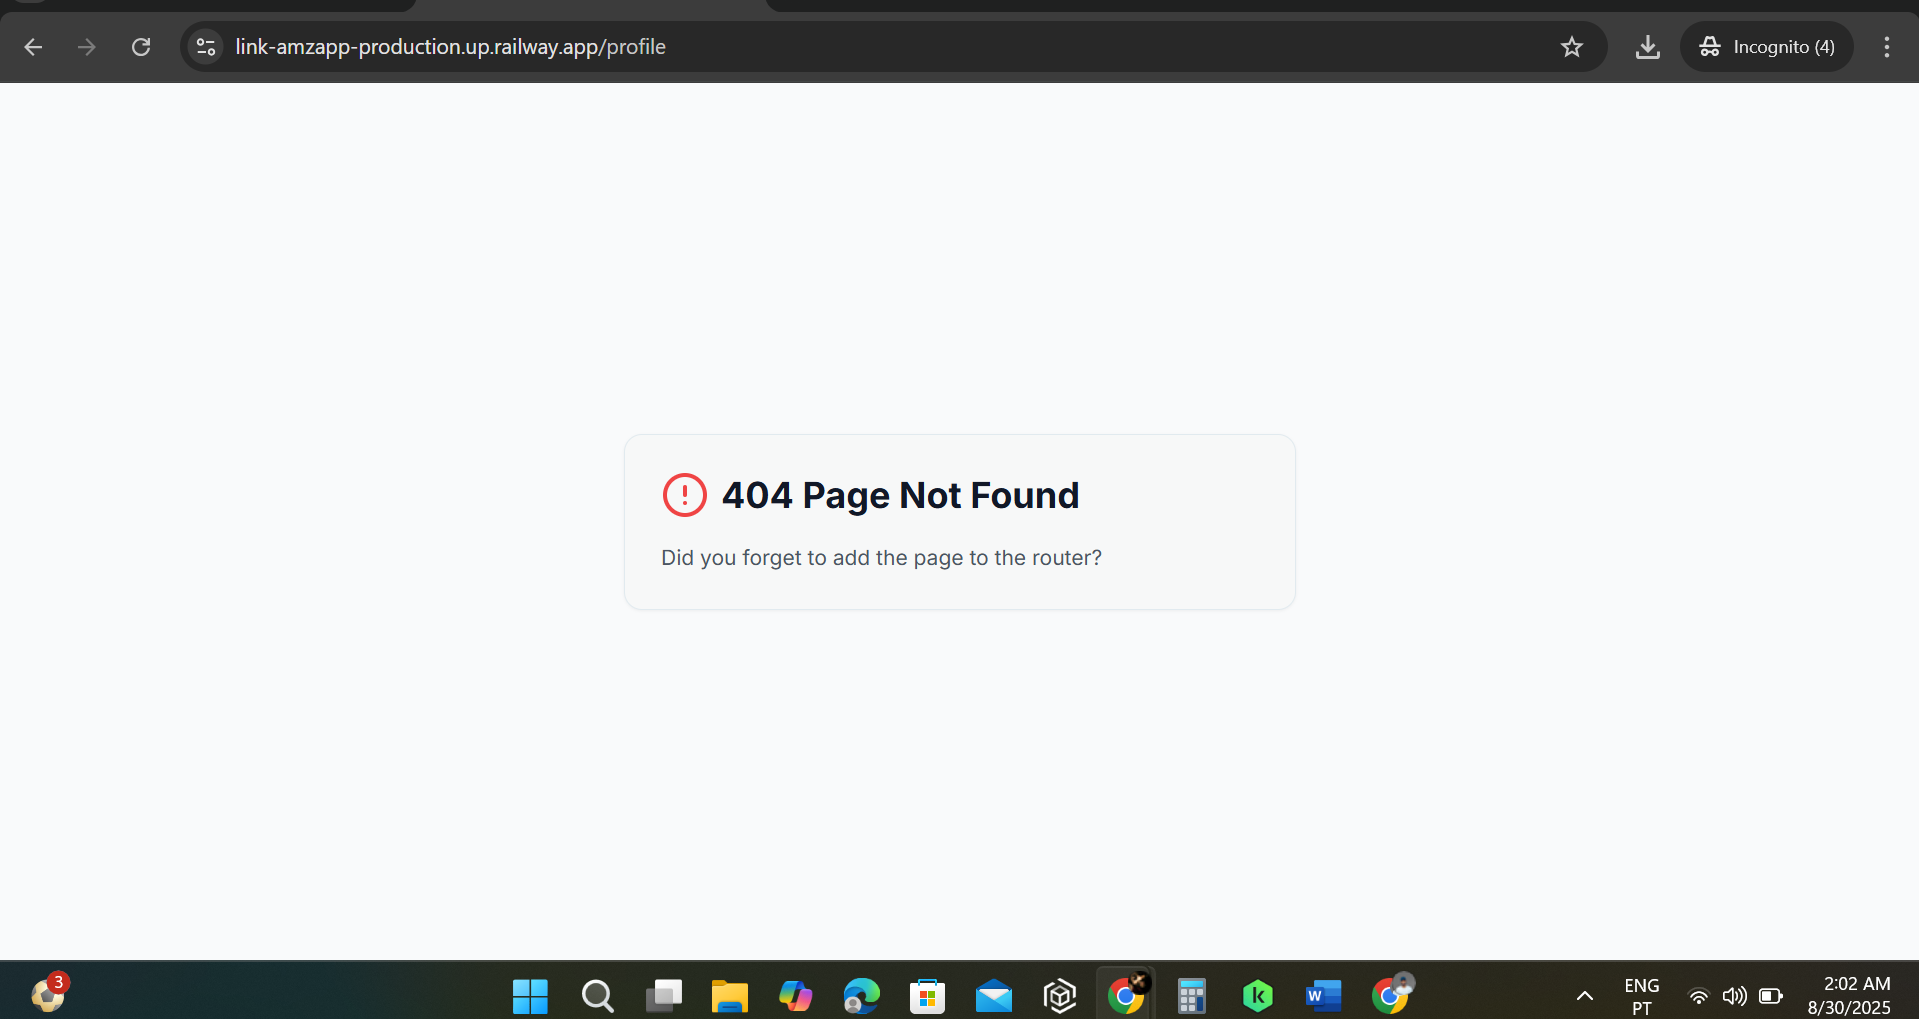 link-amzapp-production.up.railway.app/profile
Incognito (4)
404 Page Not Found
Did you forget to add the page to the router?
3
k
W
ENG
PT
2:02 AM
8/30/2025